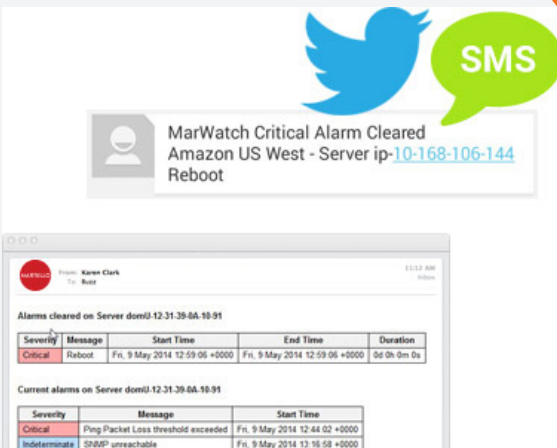 SMS
MarWatch Critical Alarm Cleared
Amazon US West - Server ip-10-168-106-144
Reboot
MARTELLO
From: Karen Clark
11:12 AM
To: Buzz
Inbox
Alarms cleared on Server domU-12-31-39-0A-10-91
Severity Message Start Time End Time Duration
Critical Reboot Fri, 9 May 2014 12:59:06 +0000 Fri, 9 May 2014 12:59:06 +0000 0d 0h 0m 0s
Current alarms on Server domU-12-31-39-0A-10-91
Severity Message Start Time
Critical Ping Packet Loss threshold exceeded Fri, 9 May 2014 12:44:02 +0000
Indeterminate SNMP unreachable Fri, 9 May 2014 13:16:58 +0000